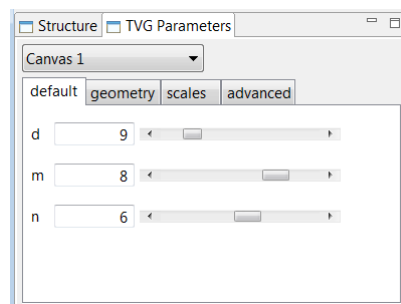 Structure TVG Parameters
Canvas 1
default geometry scales advanced
d 9
m 8
n 6